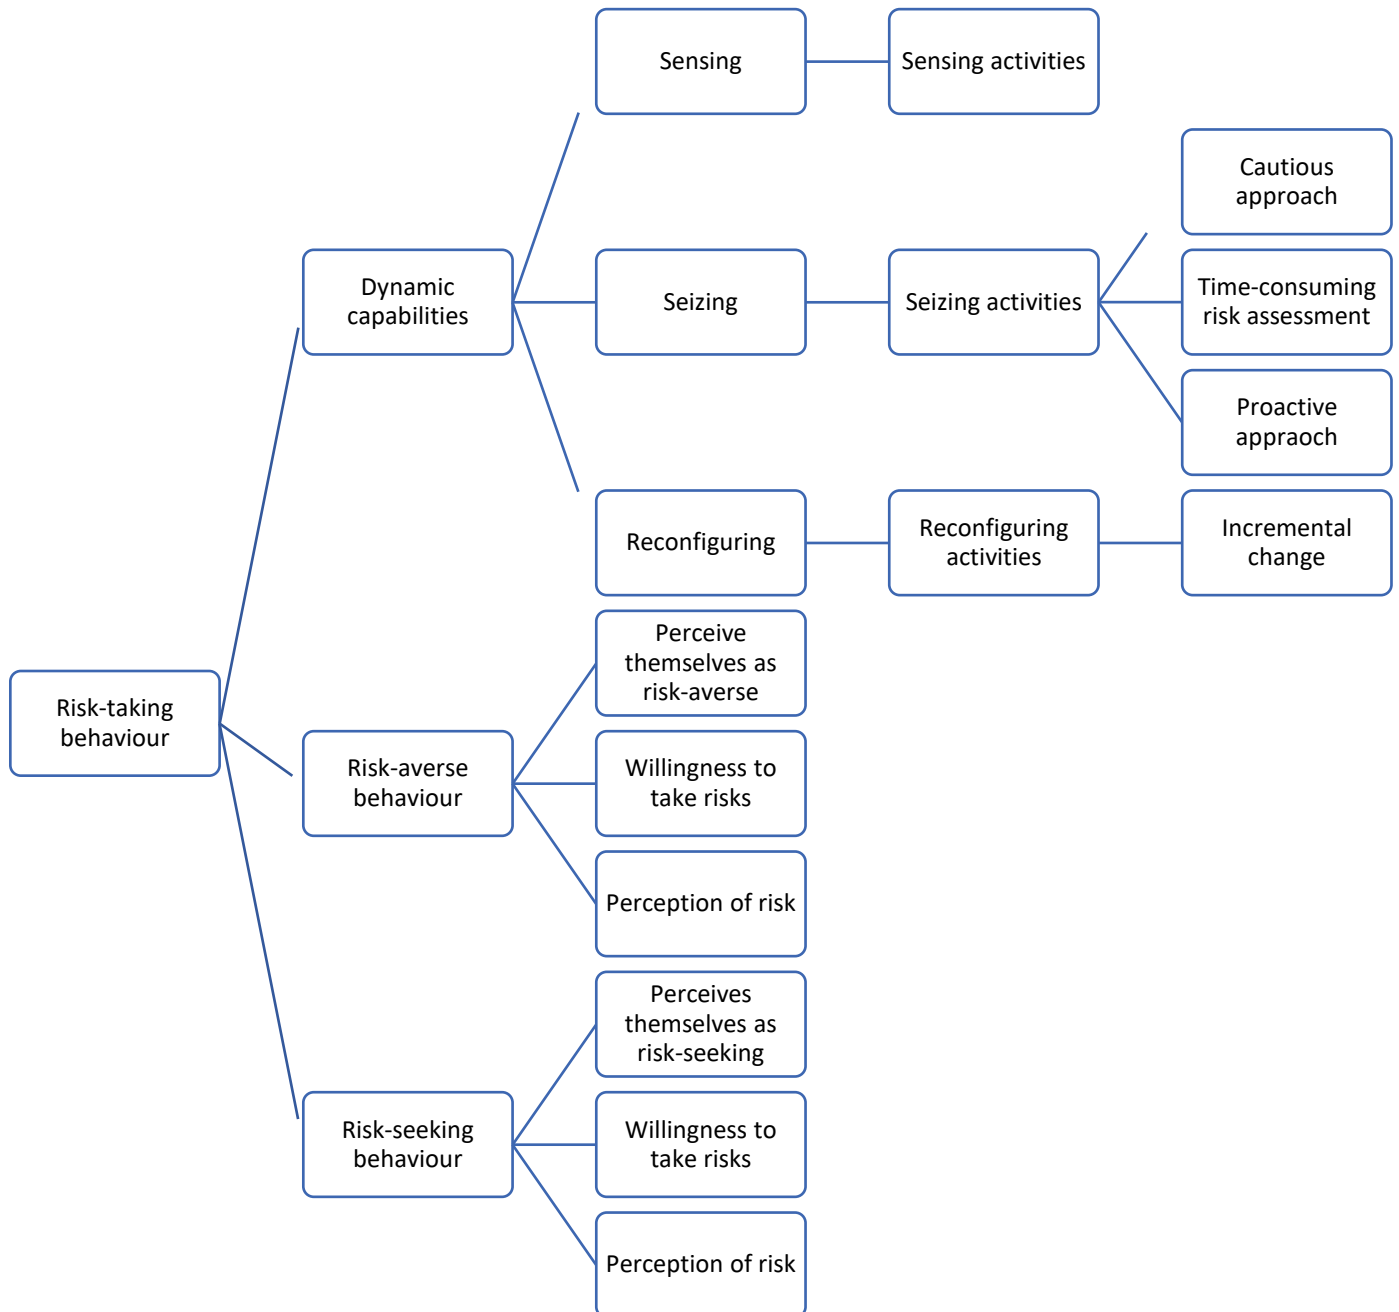 Sensing
Sensing activities
Cautious
approach
Dynamic
capabilities
Seizing
Seizing activities
Time-consuming
risk assessment
Proactive
appraoch
Reconfiguring
Reconfiguring
activities
Incremental
change
Risk-taking
behaviour
Perceive
themselves as
risk-averse
Risk-averse
behaviour
Willingness to
take risks
Perception of risk
Perceives
themselves as
risk-seeking
Risk-seeking
behaviour
Willingness to
take risks
Perception of risk